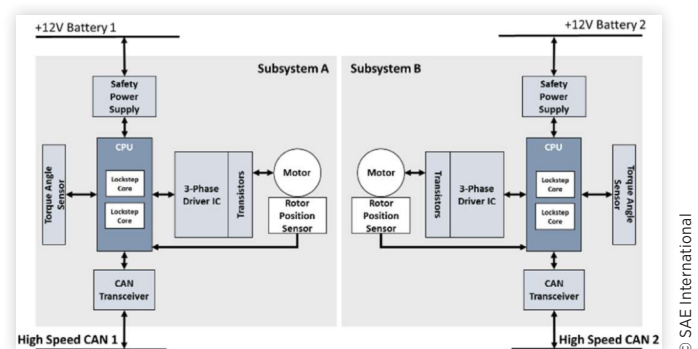 +12V Battery 1
+12V Battery 2
Subsystem A
Subsystem B
Safety
Power
Supply
CPU
Lockstep
Core
Lockstep
Core
Torque Angle
Sensor
3-Phase
Driver IC
Transistors
Motor
Rotor
Position
Sensor
CAN
Transceiver
High Speed CAN 1
Safety
Power
Supply
Motor
Rotor
Position
Sensor
Transistors
3-Phase
Driver IC
CPU
Lockstep
Core
Lockstep
Core
Torque Angle
Sensor
CAN
Transceiver
High Speed CAN 2
© SAE International